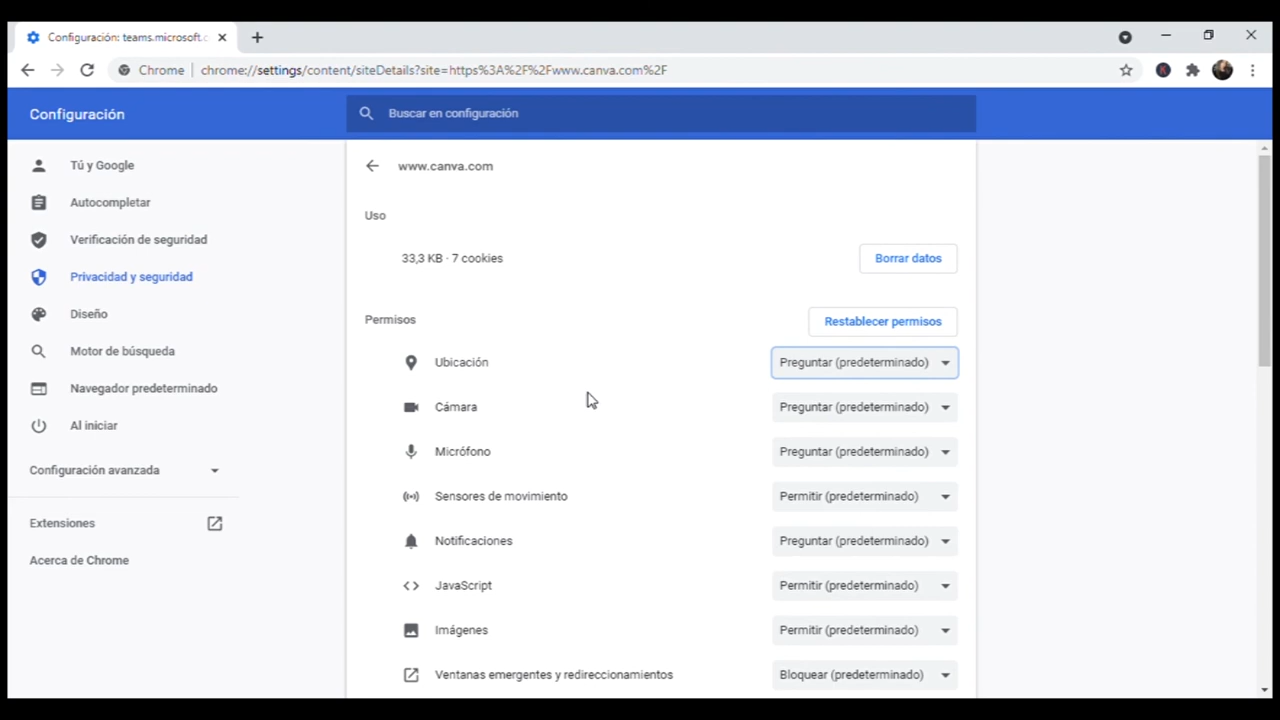 Configuración: teams.microsoft.c
Chrome
chrome://settings/content/siteDetails?site=https%3A%2F%2Fwww.canva.com%2F
Configuración
Buscar en configuración
Tú y Google
Autocompletar
Verificación de seguridad
Privacidad y seguridad
Diseño
Motor de búsqueda
Navegador predeterminado
Al iniciar
Configuración avanzada
Extensiones
Acerca de Chrome
www.canva.com
Uso
33,3 KB · 7 cookies
Borrar datos
Permisos
Restablecer permisos
Ubicación
Preguntar (predeterminado)
Cámara
Preguntar (predeterminado)
Micrófono
Preguntar (predeterminado)
Sensores de movimiento
Permitir (predeterminado)
Notificaciones
Preguntar (predeterminado)
JavaScript
Permitir (predeterminado)
Imágenes
Permitir (predeterminado)
Ventanas emergentes y redireccionamientos
Bloquear (predeterminado)